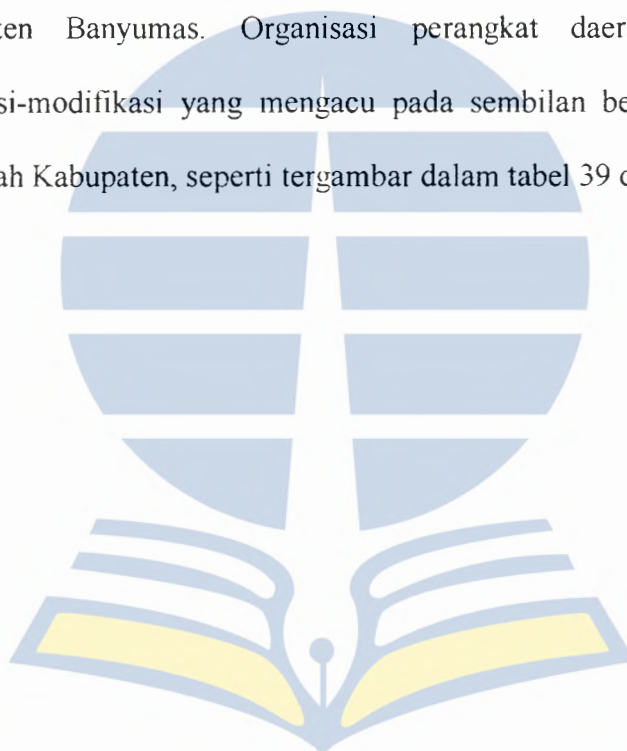 ten Banyumas. Organisasi perangkat daer
si-modifikasi yang mengacu pada sembilan be
ah Kabupaten, seperti tergambar dalam tabel 39 d